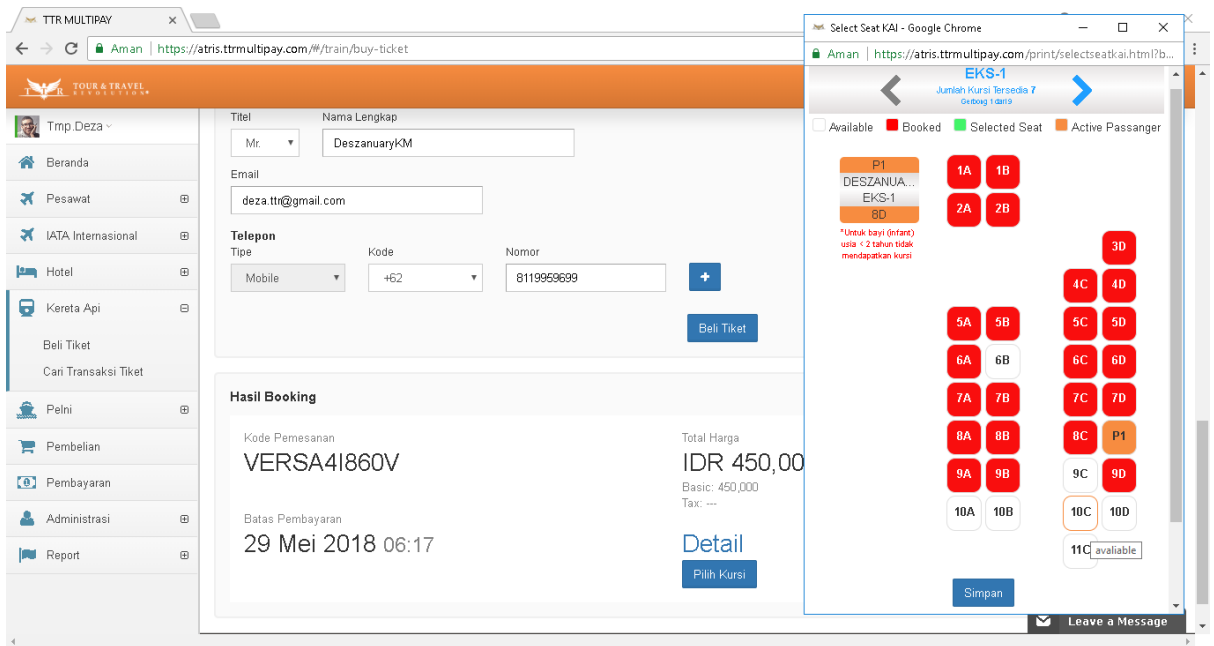 TTR MULTIPAY
Aman | https://atris.ttrmultipay.com/#/train/buy-ticket
TTR TOUR & TRAVEL
REVOLUTION
Tmp.Deza
Beranda
Pesawat
IATA Internasional
Hotel
Kereta Api
Beli Tiket
Cari Transaksi Tiket
Pelni
Pembelian
Pembayaran
Administrasi
Report
Titel Nama Lengkap
Mr. DeszanuaryKM
Email
deza.ttr@gmail.com
Telepon
Tipe Kode Nomor
Mobile +62 8119959699 +
Beli Tiket
Hasil Booking
Kode Pemesanan
VERSA4I860V
Batas Pembayaran
29 Mei 2018 06:17
Total Harga
IDR 450,00
Basic: 450,000
Tax: ---
Detail
Pilih Kursi
Select Seat KAI - Google Chrome
Aman | https://atris.ttrmultipay.com/print/selectseatkai.html?b...
EKS-1
Jumlah Kursi Tersedia 7
Gerbong 1 dari 9
Available Booked Selected Seat Active Passanger
P1
DESZANUA...
EKS-1
8D
*Untuk bayi (infant)
usia < 2 tahun tidak
mendapatkan kursi
1A 1B
2A 2B
3D
4C 4D
5A 5B 5C 5D
6A 6B 6C 6D
7A 7B 7C 7D
8A 8B 8C P1
9A 9B 9C 9D
10A 10B 10C 10D
11C avaliable
Simpan
Leave a Message